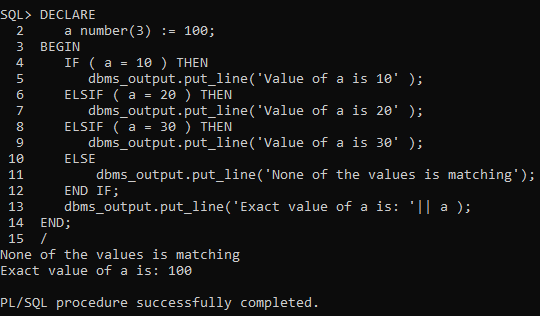 SQL> DECLARE
  2     a number(3) := 100;
  3  BEGIN
  4     IF ( a = 10 ) THEN
  5        dbms_output.put_line('Value of a is 10' );
  6     ELSIF ( a = 20 ) THEN
  7        dbms_output.put_line('Value of a is 20' );
  8     ELSIF ( a = 30 ) THEN
  9        dbms_output.put_line('Value of a is 30' );
 10     ELSE
 11         dbms_output.put_line('None of the values is matching');
 12     END IF;
 13     dbms_output.put_line('Exact value of a is: '|| a );
 14  END;
 15  /
None of the values is matching
Exact value of a is: 100

PL/SQL procedure successfully completed.